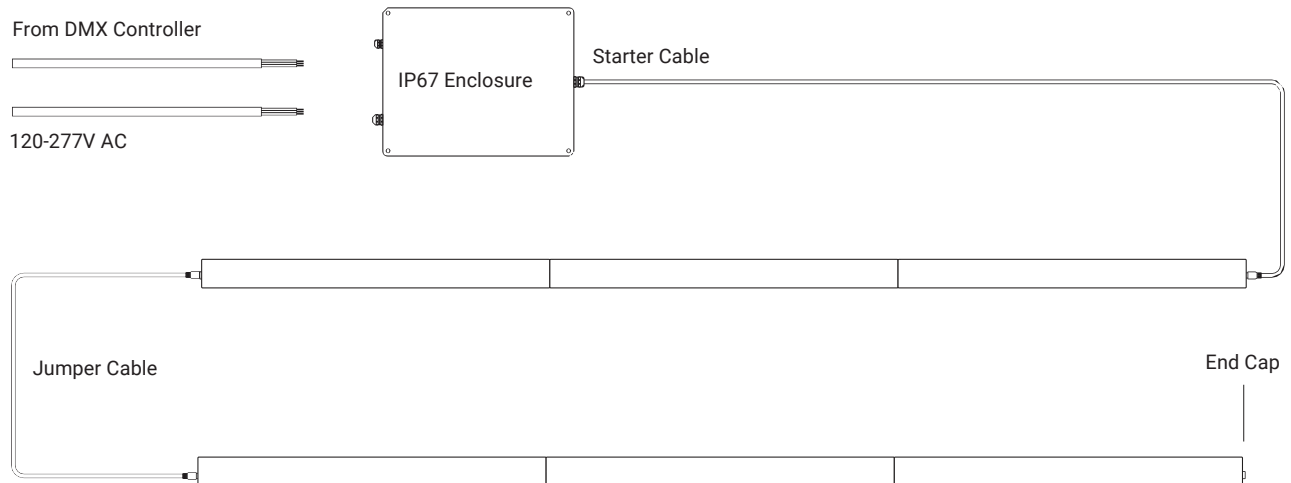 From DMX Controller
Starter Cable
IP67 Enclosure
120-277V AC
Jumper Cable
End Cap